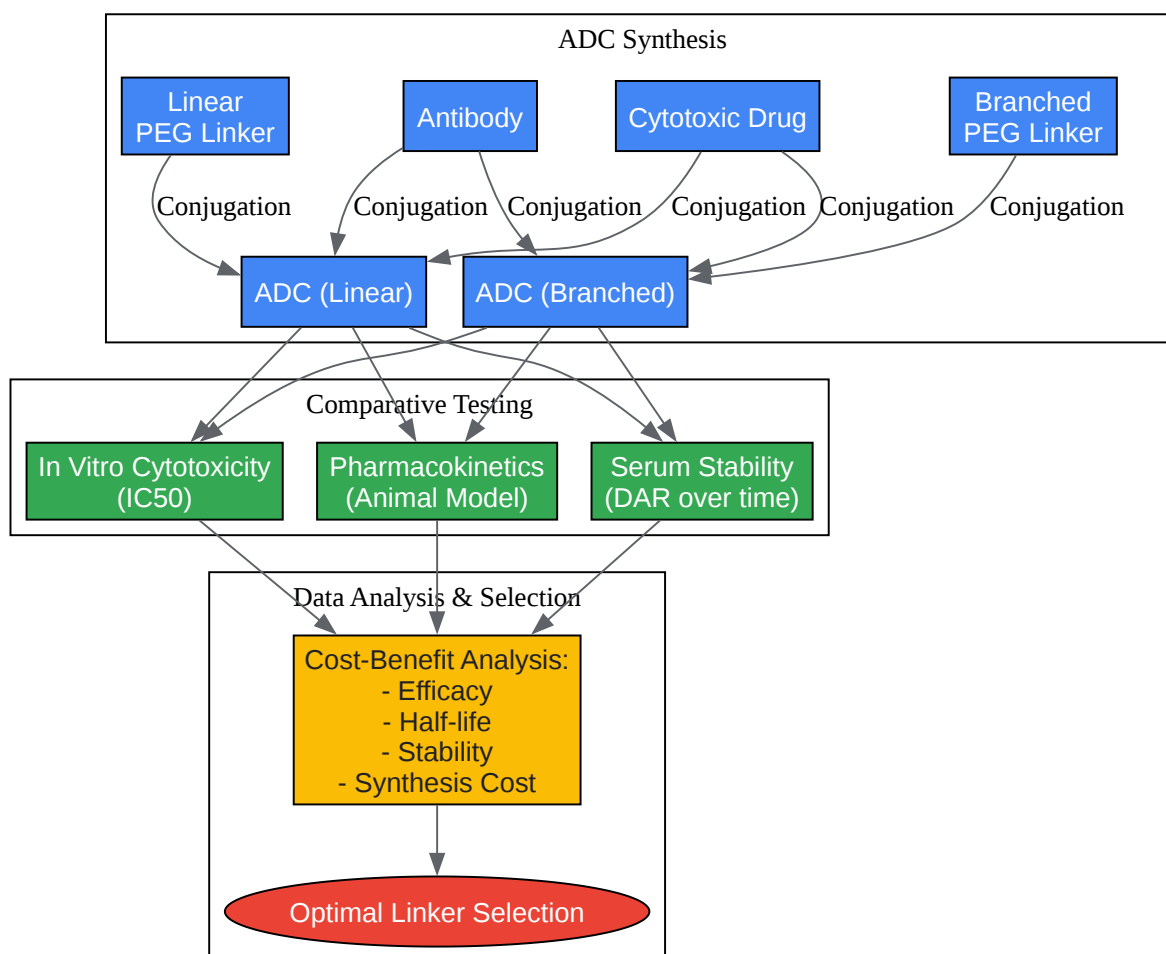 ADC Synthesis
Linear
PEG Linker
Antibody
Cytotoxic Drug
Branched
PEG Linker
Conjugation
Conjugation
Conjugation
Conjugation
Conjugation
Conjugation
ADC (Linear)
ADC (Branched)
Comparative Testing
In Vitro Cytotoxicity
(IC50)
Pharmacokinetics
(Animal Model)
Serum Stability
(DAR over time)
Data Analysis & Selection
Cost-Benefit Analysis:
- Efficacy
- Half-life
- Stability
- Synthesis Cost
Optimal Linker Selection